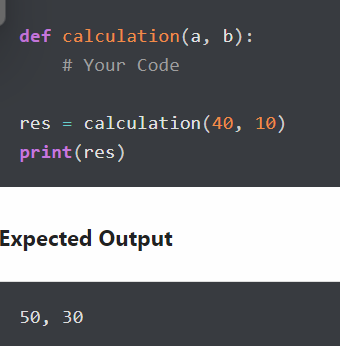 def calculation(a, b):
    # Your Code
res = calculation(40, 10)
print(res)
Expected Output
50, 30